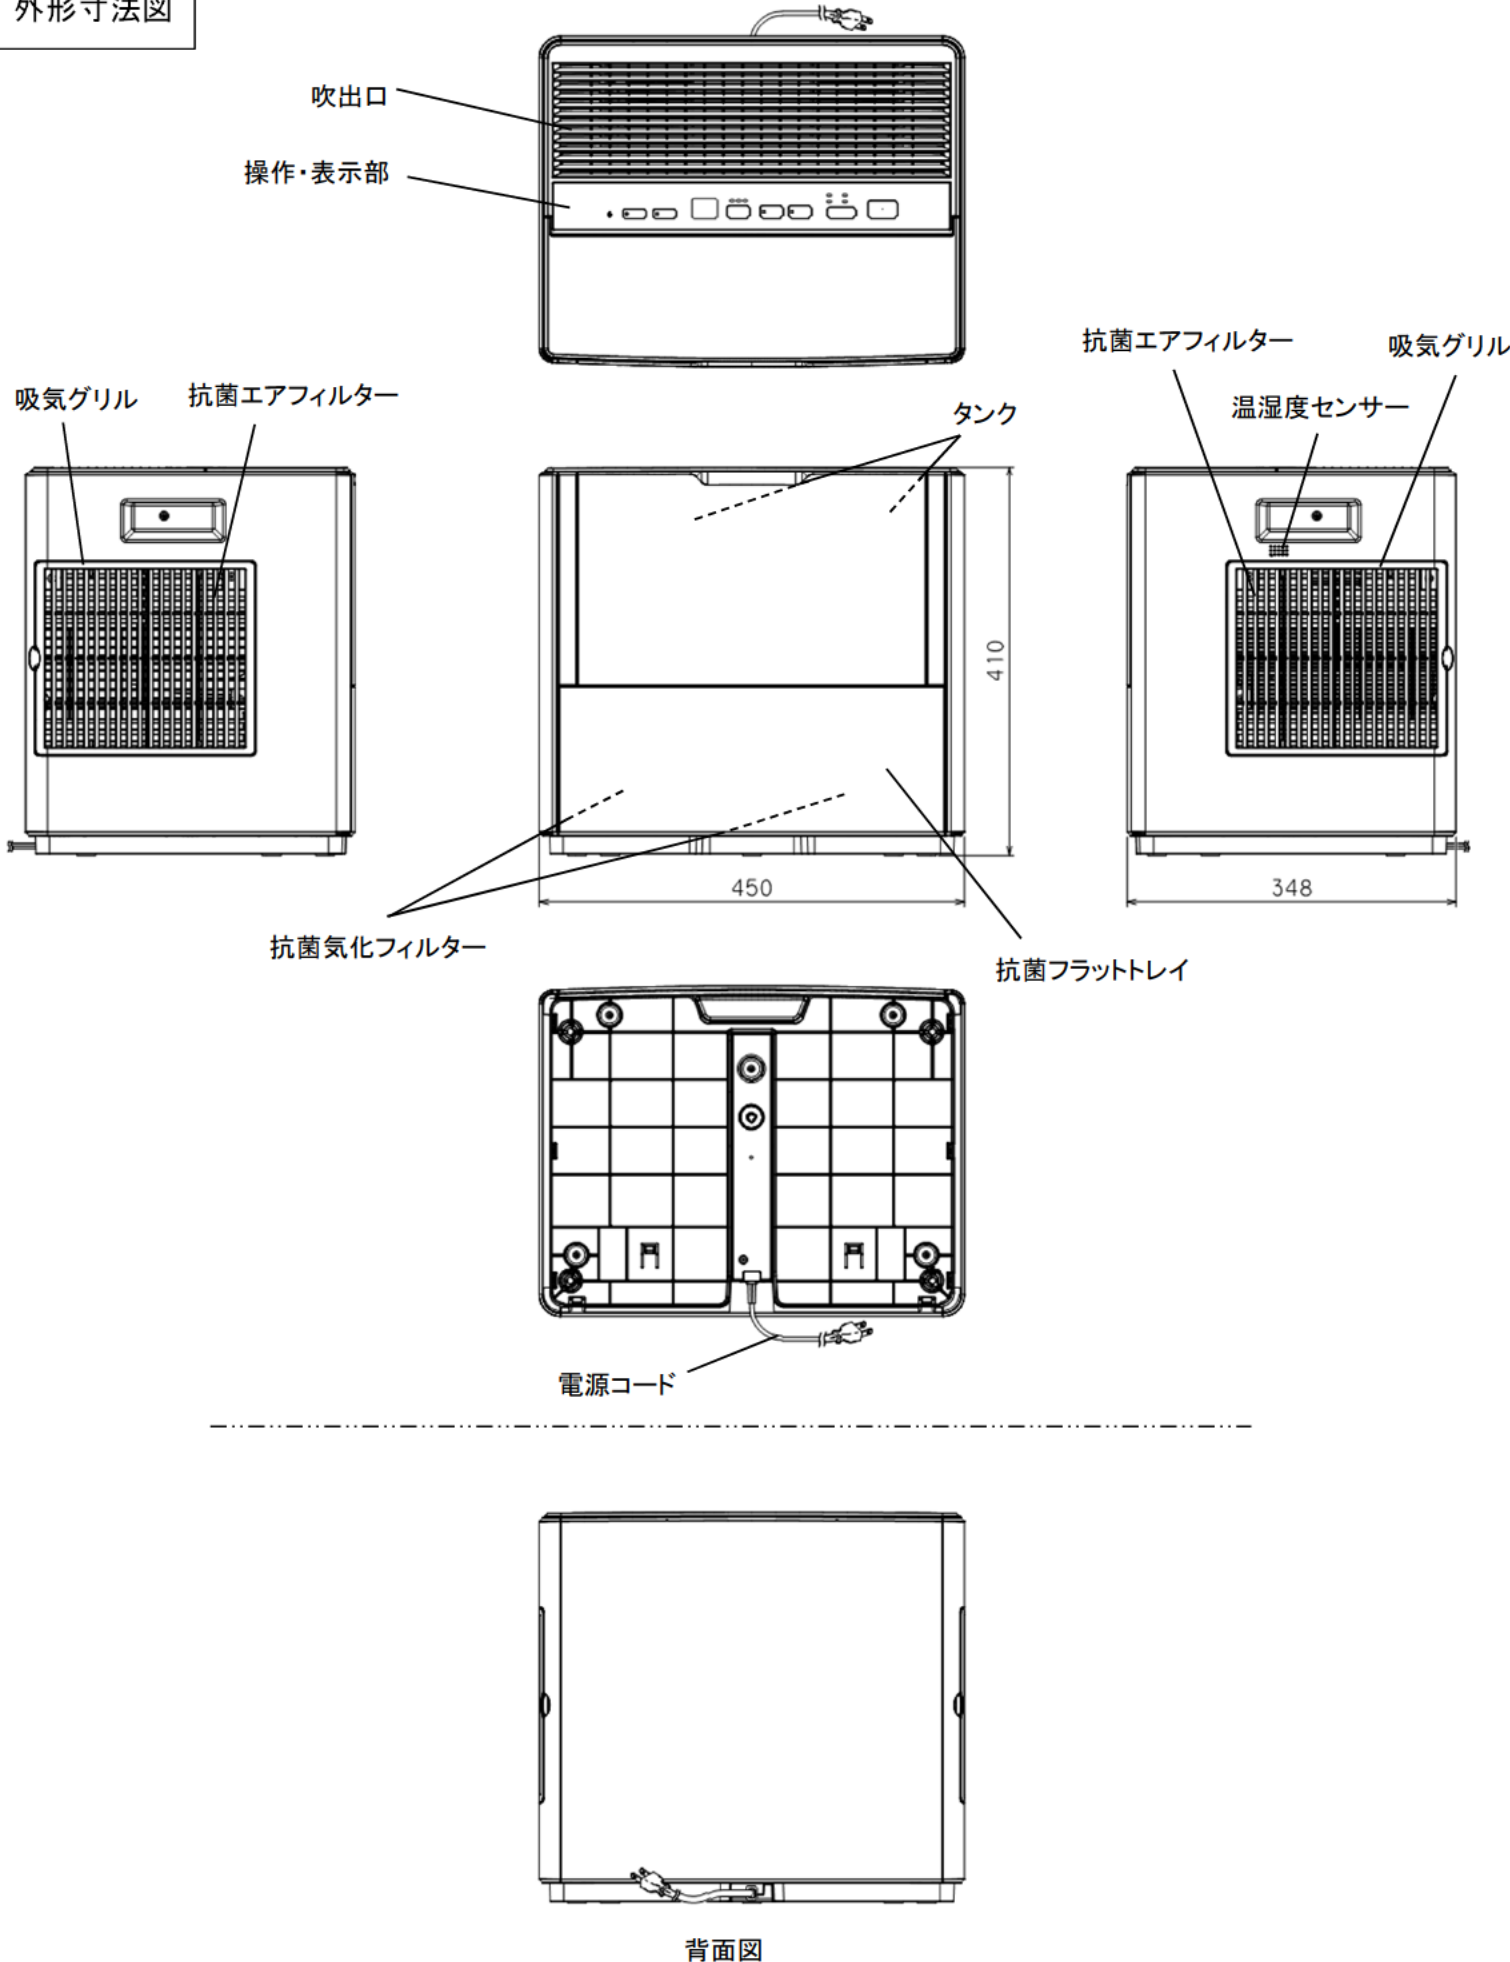 外形寸法図
吹出口
操作・表示部
抗菌エアフィルター
吸気グリル
吸気グリル
抗菌エアフィルター
タンク
温湿度センサー
410
450
348
抗菌気化フィルター
抗菌フラットトレイ
電源コード
背面図